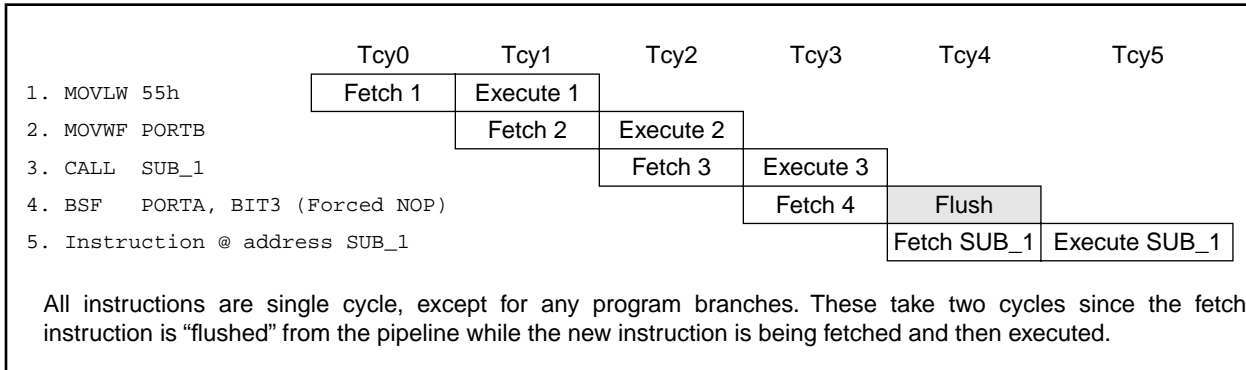 Tcy0 Tcy1 Tcy2 Tcy3 Tcy4 Tcy5
1. MOVLW 55h Fetch 1 Execute 1
2. MOVWF PORTB Fetch 2 Execute 2
3. CALL SUB_1 Fetch 3 Execute 3
4. BSF PORTA, BIT3 (Forced NOP) Fetch 4 Flush
5. Instruction @ address SUB_1 Fetch SUB_1 Execute SUB_1
All instructions are single cycle, except for any program branches. These take two cycles since the fetch
instruction is “flushed” from the pipeline while the new instruction is being fetched and then executed.